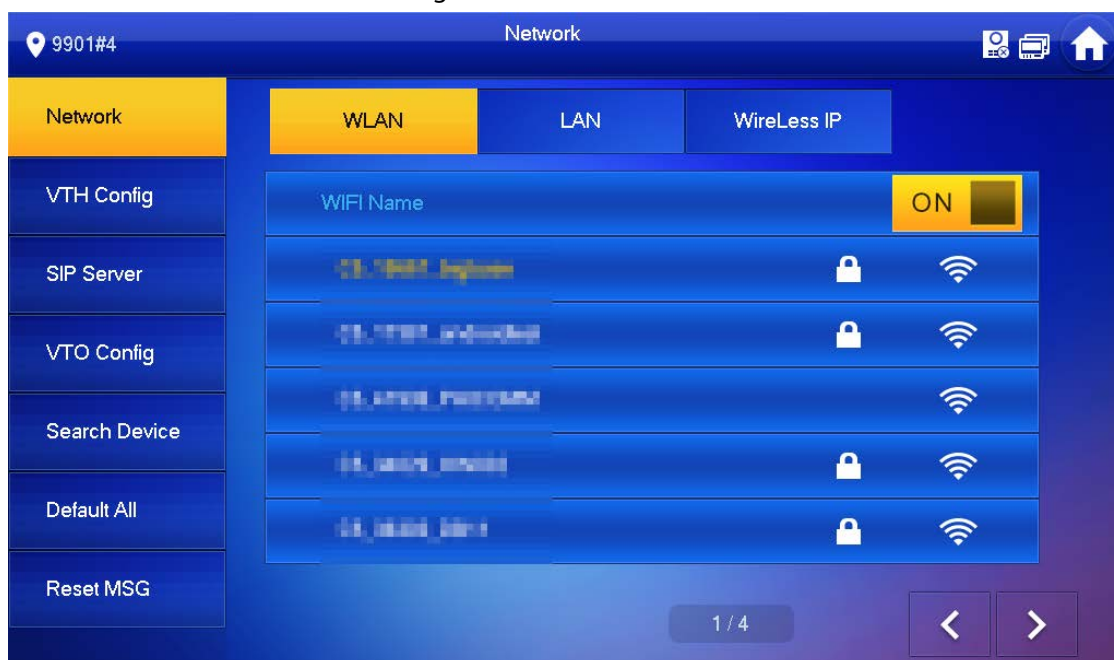 9901#4
Network
Network
VTH Config
SIP Server
VTO Config
Search Device
Default All
Reset MSG
WLAN
LAN
WireLess IP
WIFI Name
ON
1 / 4